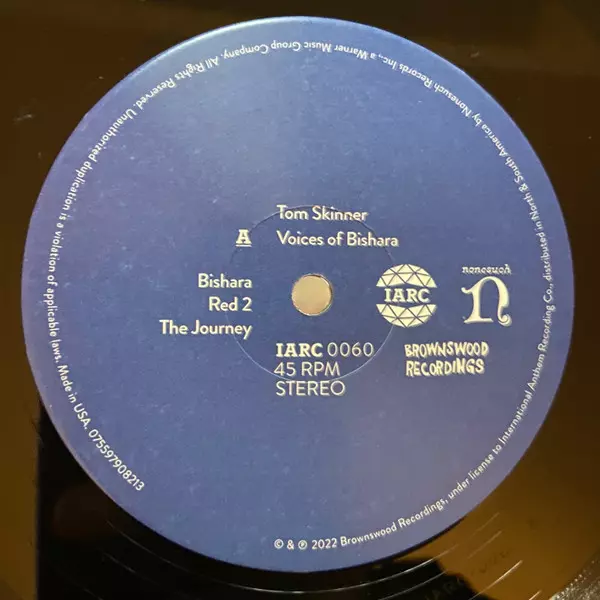 Tom Skinner
A Voices of Bishara
Bishara
Red 2
The Journey
IARC
nonesuch
N
IARC 0060
45 RPM
STEREO
BROWNSWOOD
RECORDINGS
© & ℗ 2022 Brownswood Recordings, under license to International Anthem Recording Co., distributed in North & South America by Nonesuch Records Inc., a Warner Music Group Company. All Rights Reserved. Unauthorized duplication is a violation of applicable laws. Made in USA. 075597908213